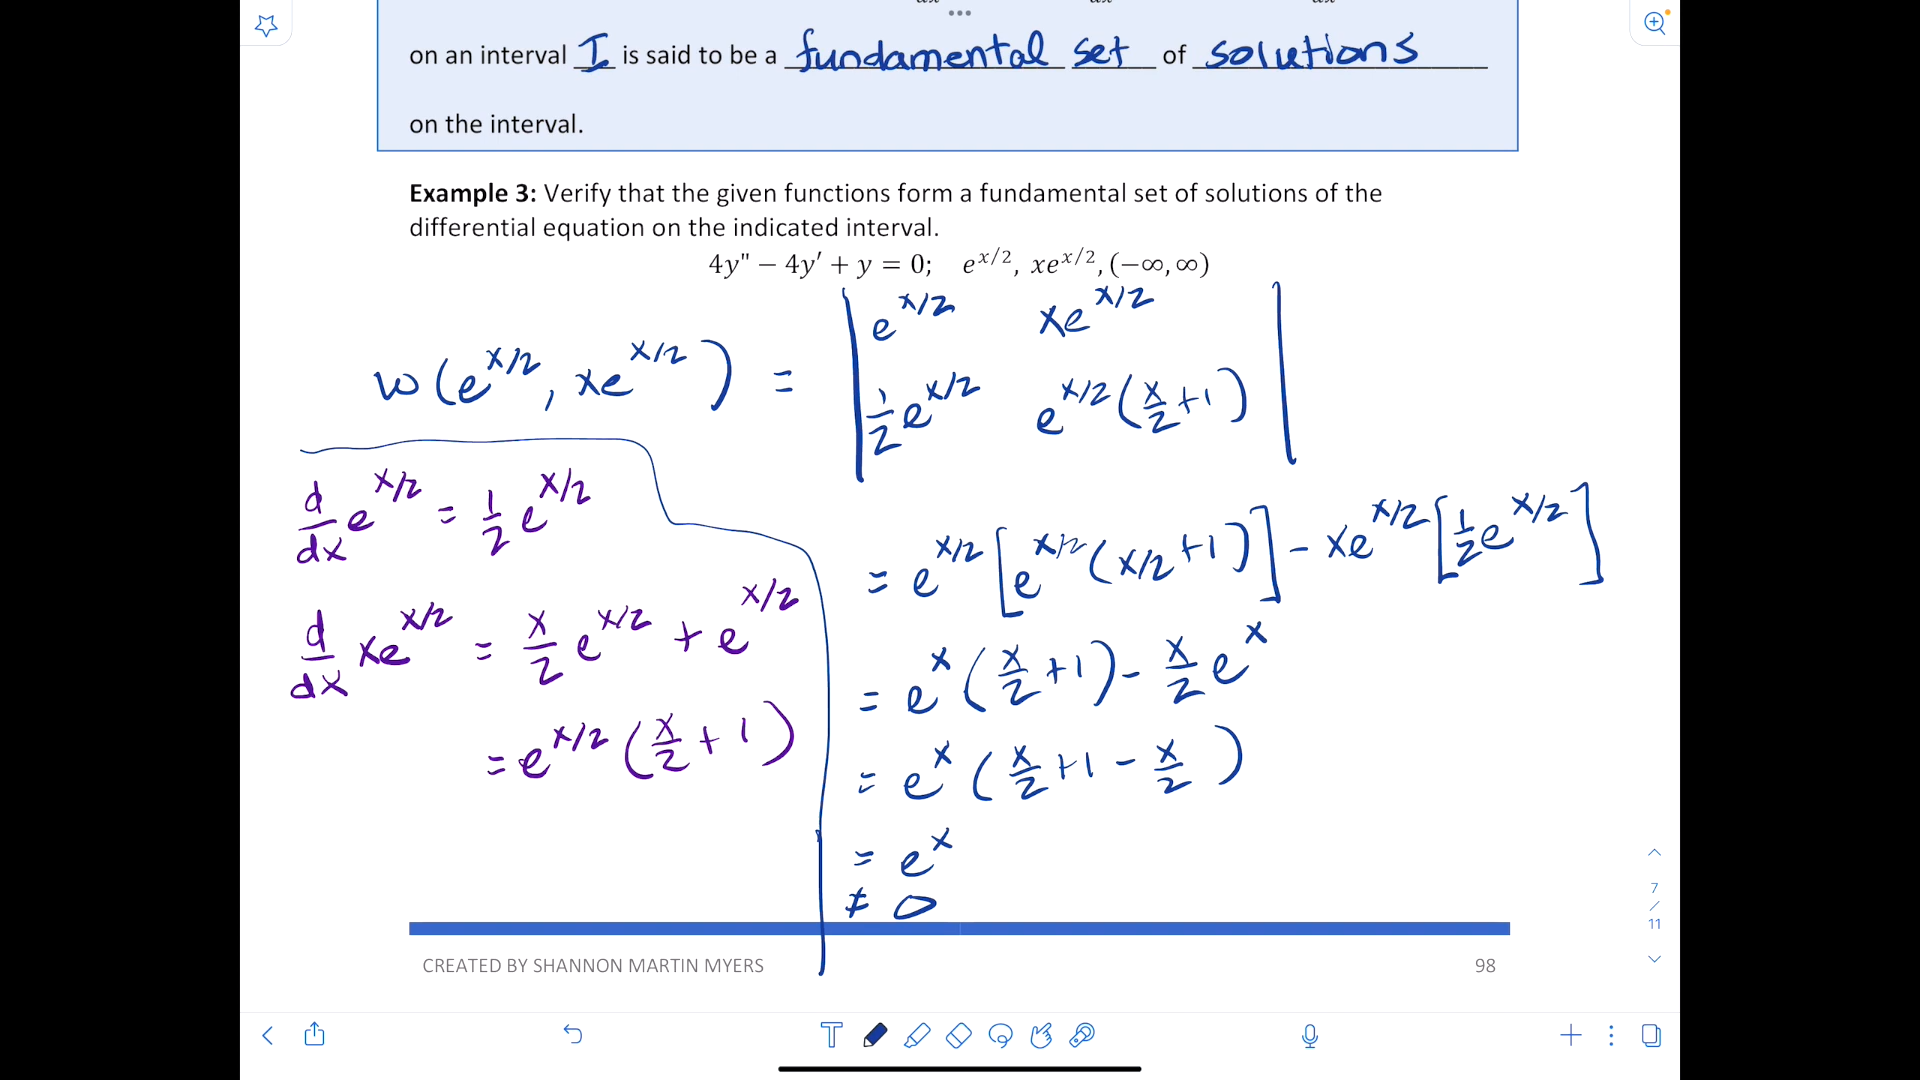 on an interval I is said to be a fundamental set of solutions
on the interval.
Example 3: Verify that the given functions form a fundamental set of solutions of the
differential equation on the indicated interval.
4y" − 4y′ + y = 0; e^{x/2}, xe^{x/2}, (−∞, ∞)
W(e^{x/2}, xe^{x/2}) = | e^{x/2} xe^{x/2} |
| 1/2 e^{x/2} e^{x/2}(x/2+1) |
d/dx e^{x/2} = 1/2 e^{x/2}
d/dx xe^{x/2} = x/2 e^{x/2} + e^{x/2}
= e^{x/2}(x/2+1)
= e^{x/2}[e^{x/2}(x/2+1)] - xe^{x/2}[1/2 e^{x/2}]
= e^x(x/2+1) - x/2 e^x
= e^x(x/2+1-x/2)
= e^x
≠ 0
CREATED BY SHANNON MARTIN MYERS
98
7
/
11
T